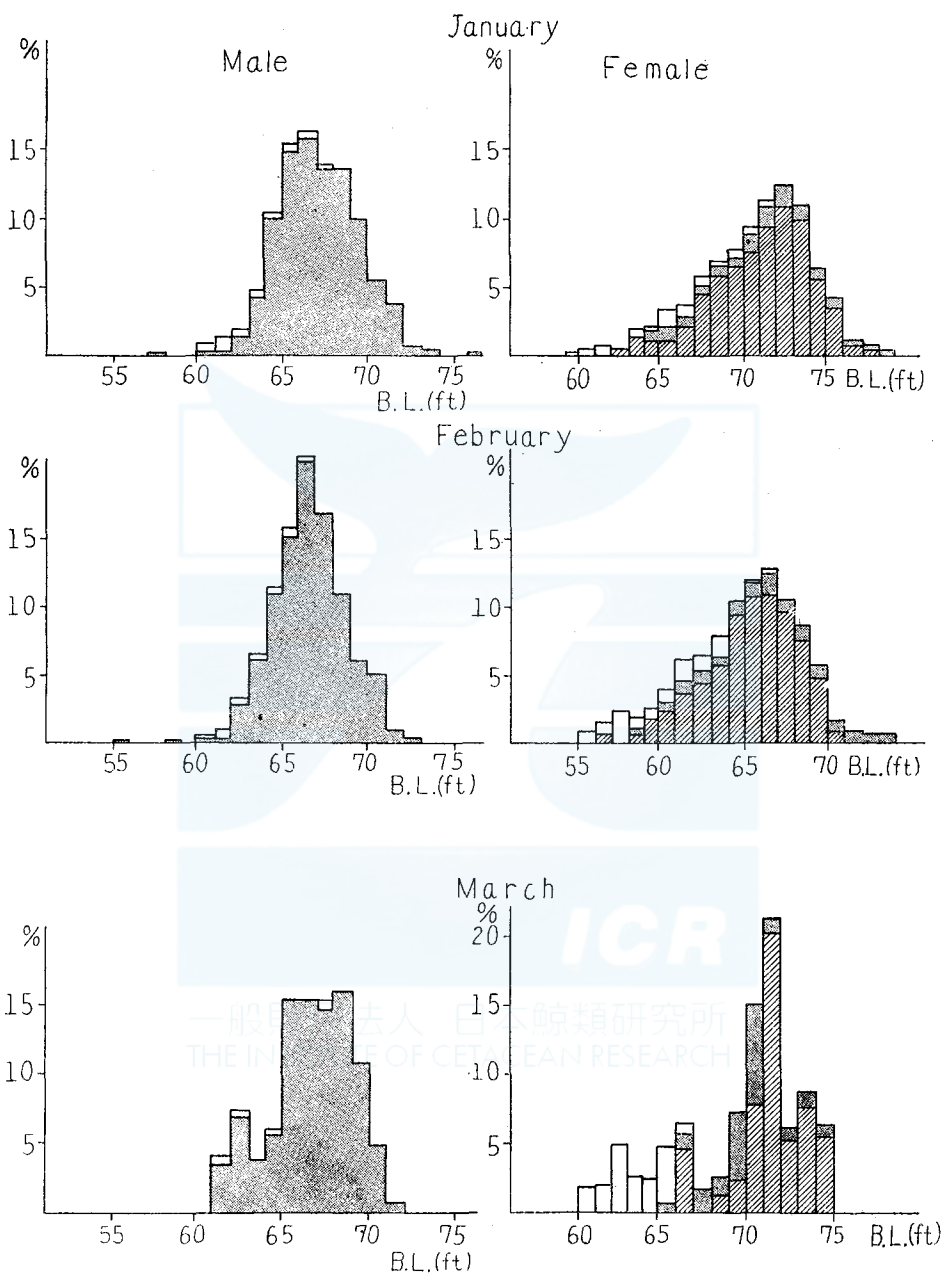 January
Male
Female
%
15
10
5
55 60 65 70 75
B.L.(ft)
%
15
10
5
60 65 70 75 B.L.(ft)
February
%
15
10
5
55 60 65 70 75
B.L.(ft)
%
15
10
5
55 60 65 70 B.L.(ft)
March
%
15
10
5
55 60 65 70 75
B.L.(ft)
%
20
15
10
5
60 65 70 75 B.L.(ft)
ICR
一般財団法人 日本鯨類研究所
THE INSTITUTE OF CETACEAN RESEARCH